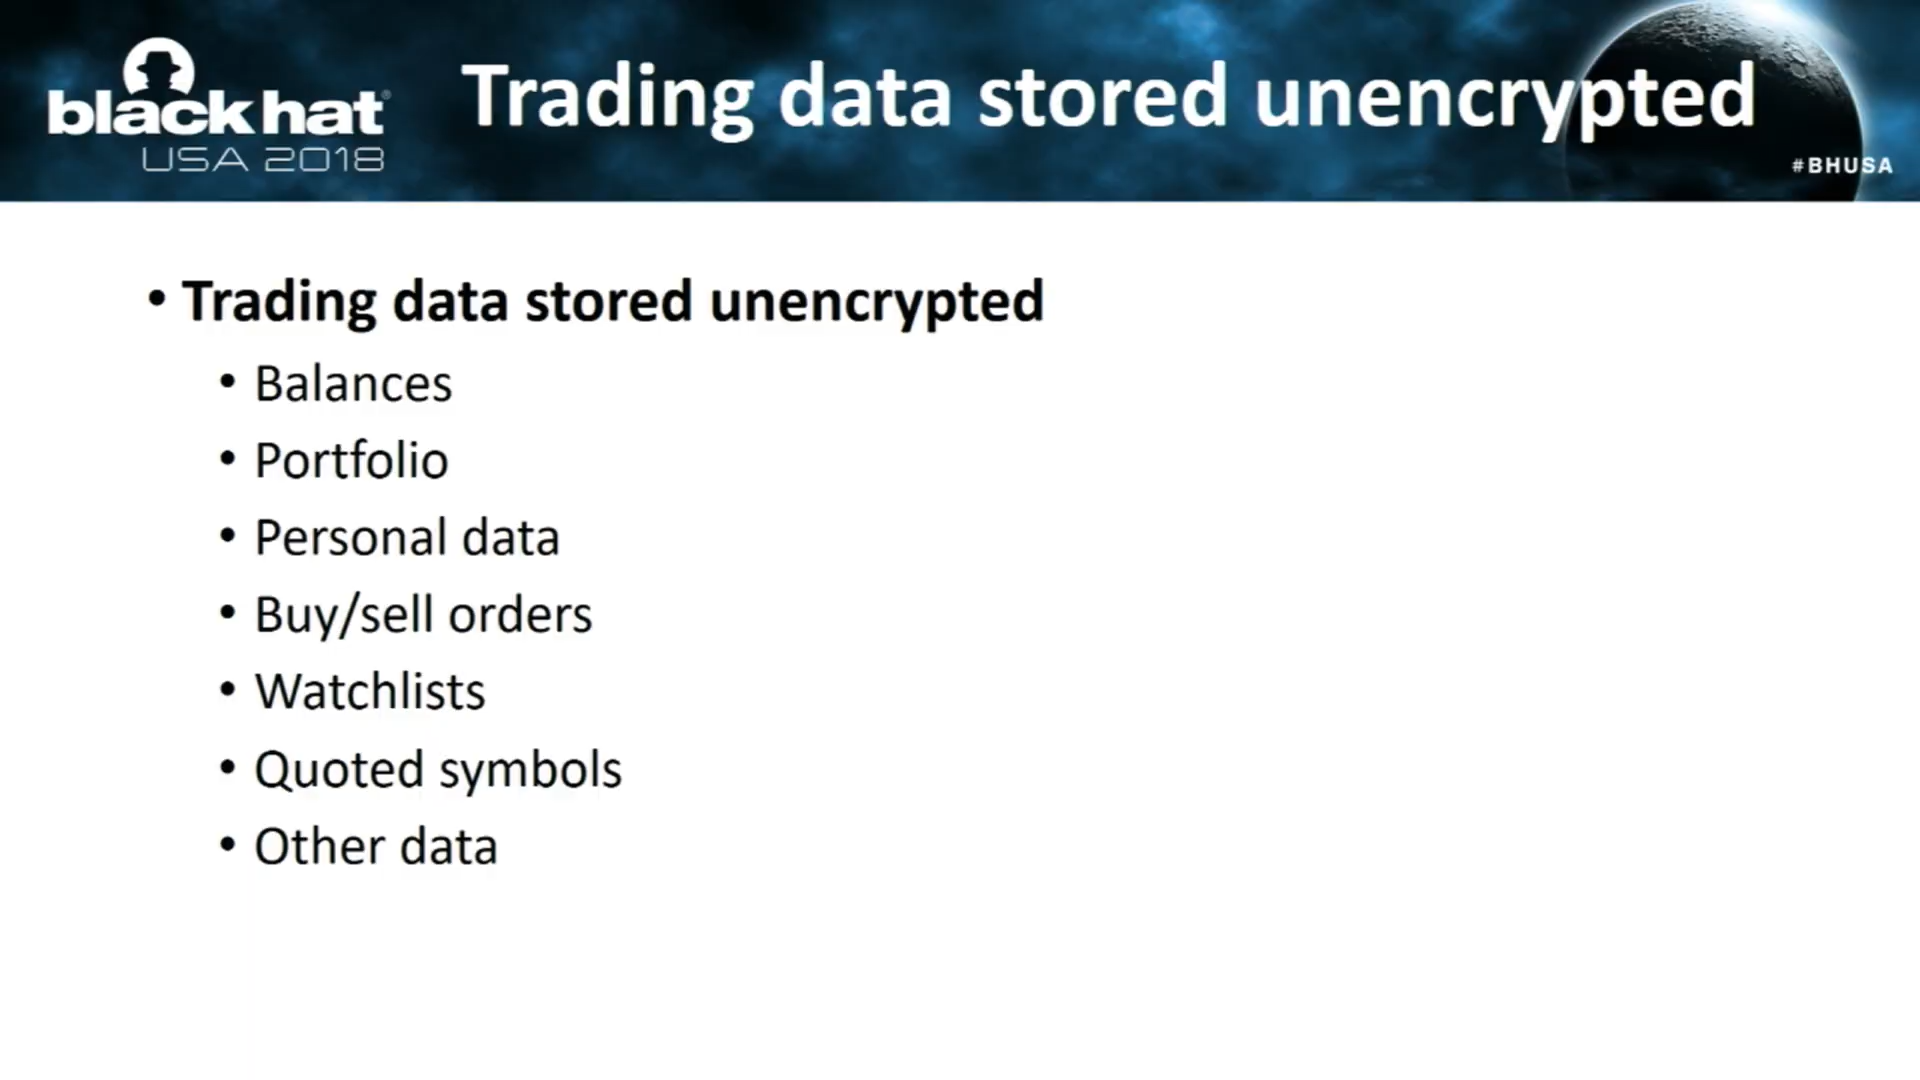 black hat®
USA 2018
Trading data stored unencrypted
#BHUSA
• Trading data stored unencrypted
• Balances
• Portfolio
• Personal data
• Buy/sell orders
• Watchlists
• Quoted symbols
• Other data